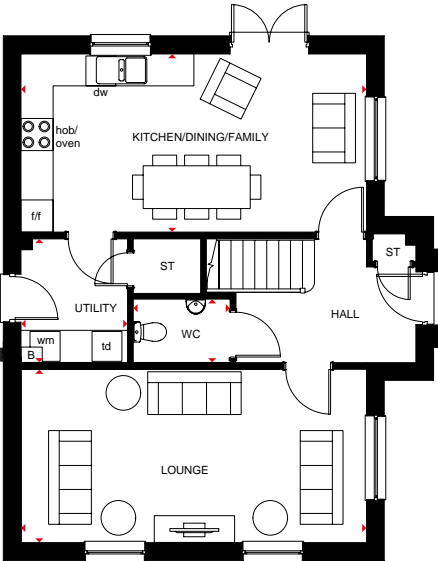 dw
hob/
oven
KITCHEN/DINING/FAMILY
f/f
ST
ST
UTILITY
HALL
WC
wm
td
B
LOUNGE